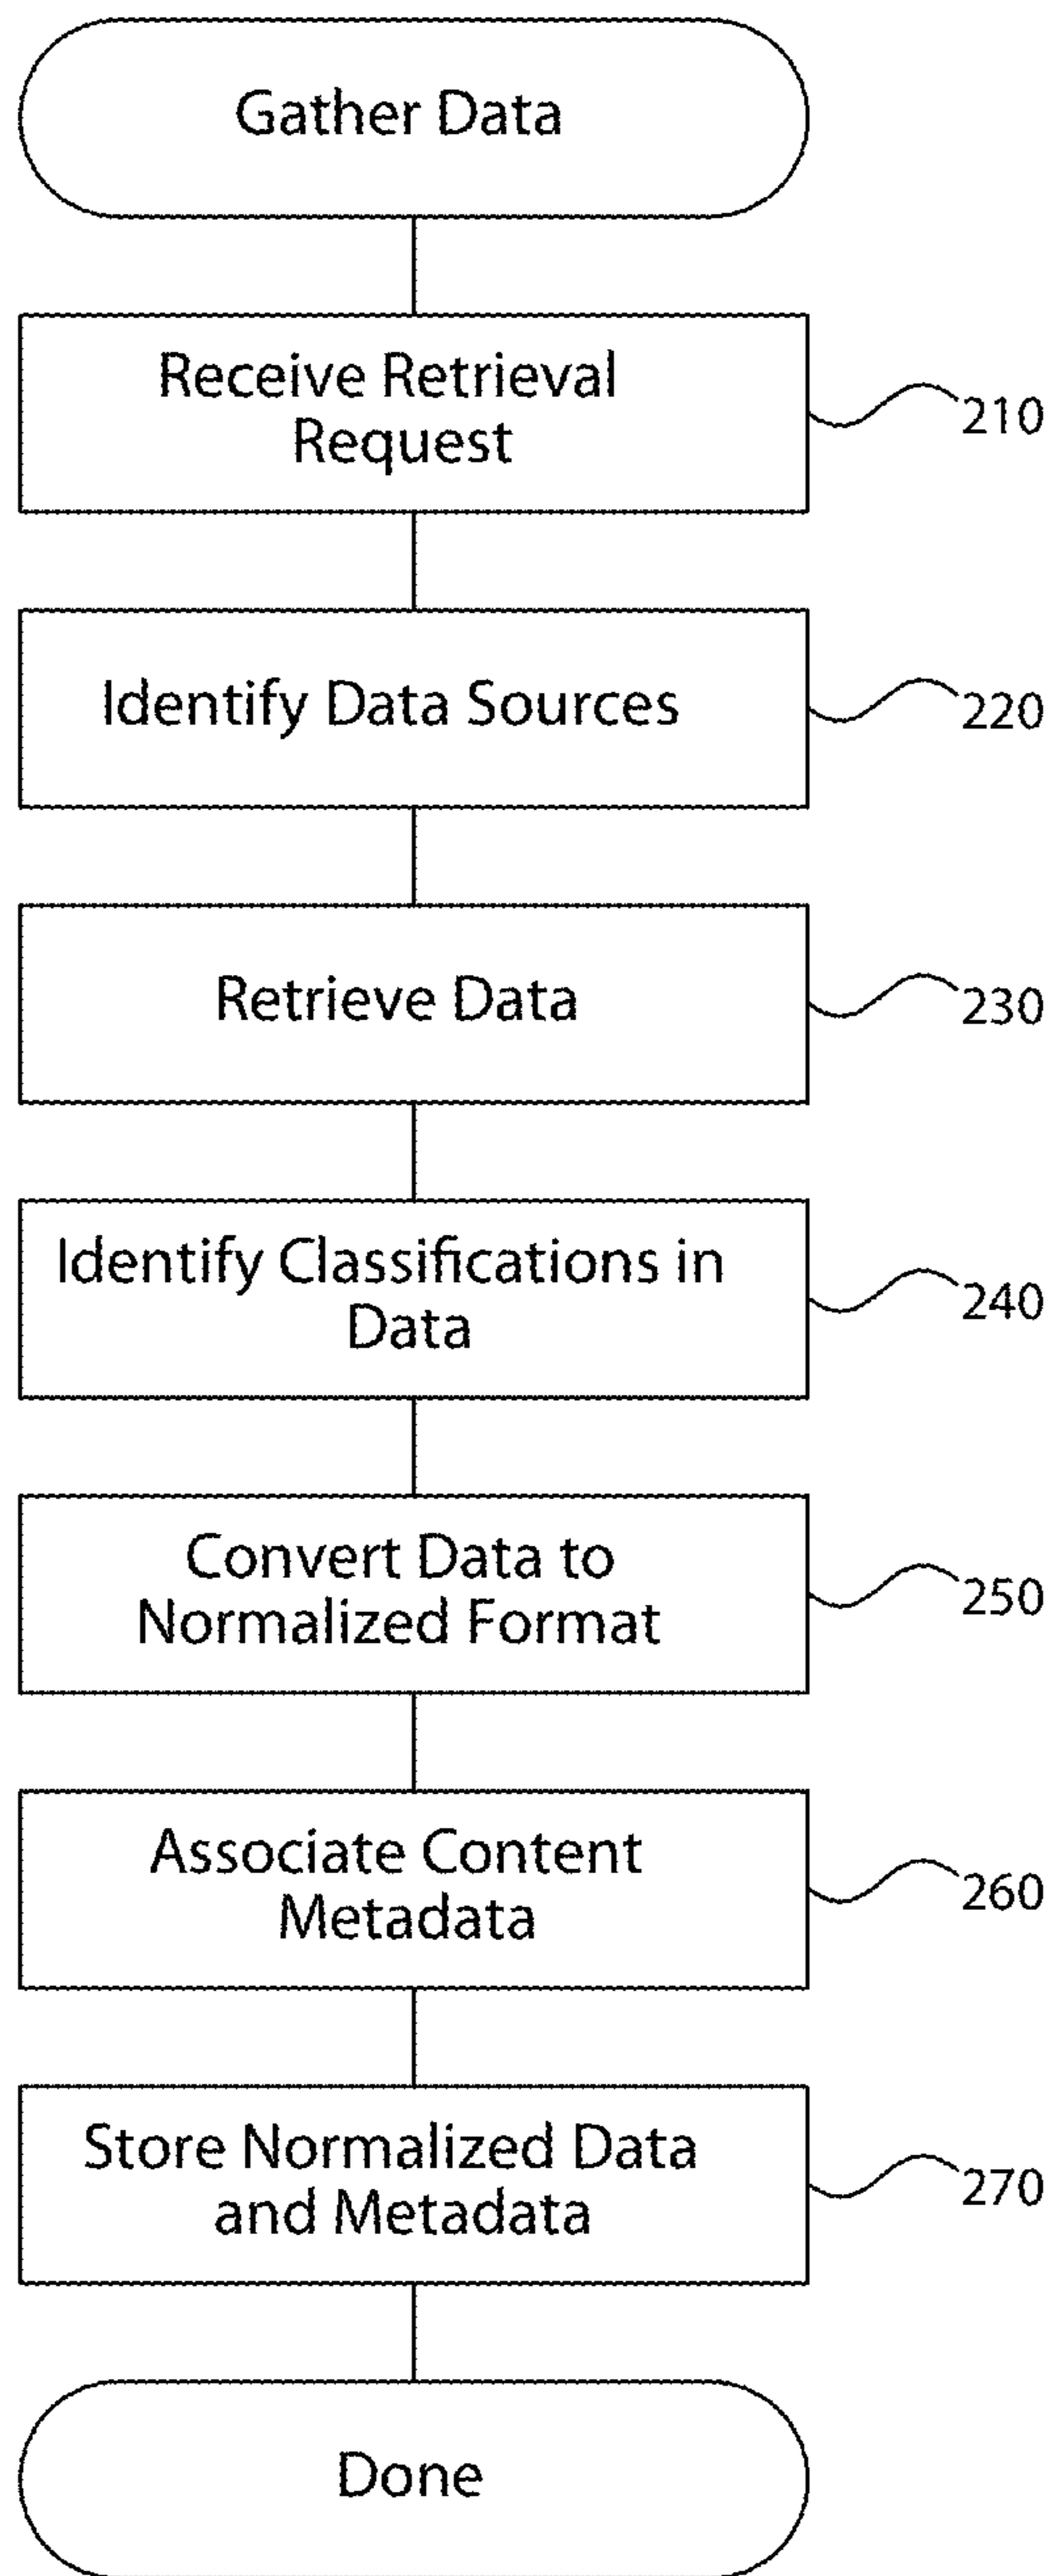 Gather Data
Receive Retrieval
Request
210
Identify Data Sources
220
Retrieve Data
230
Identify Classifications in
Data
240
Convert Data to
Normalized Format
250
Associate Content
Metadata
260
Store Normalized Data
and Metadata
270
Done